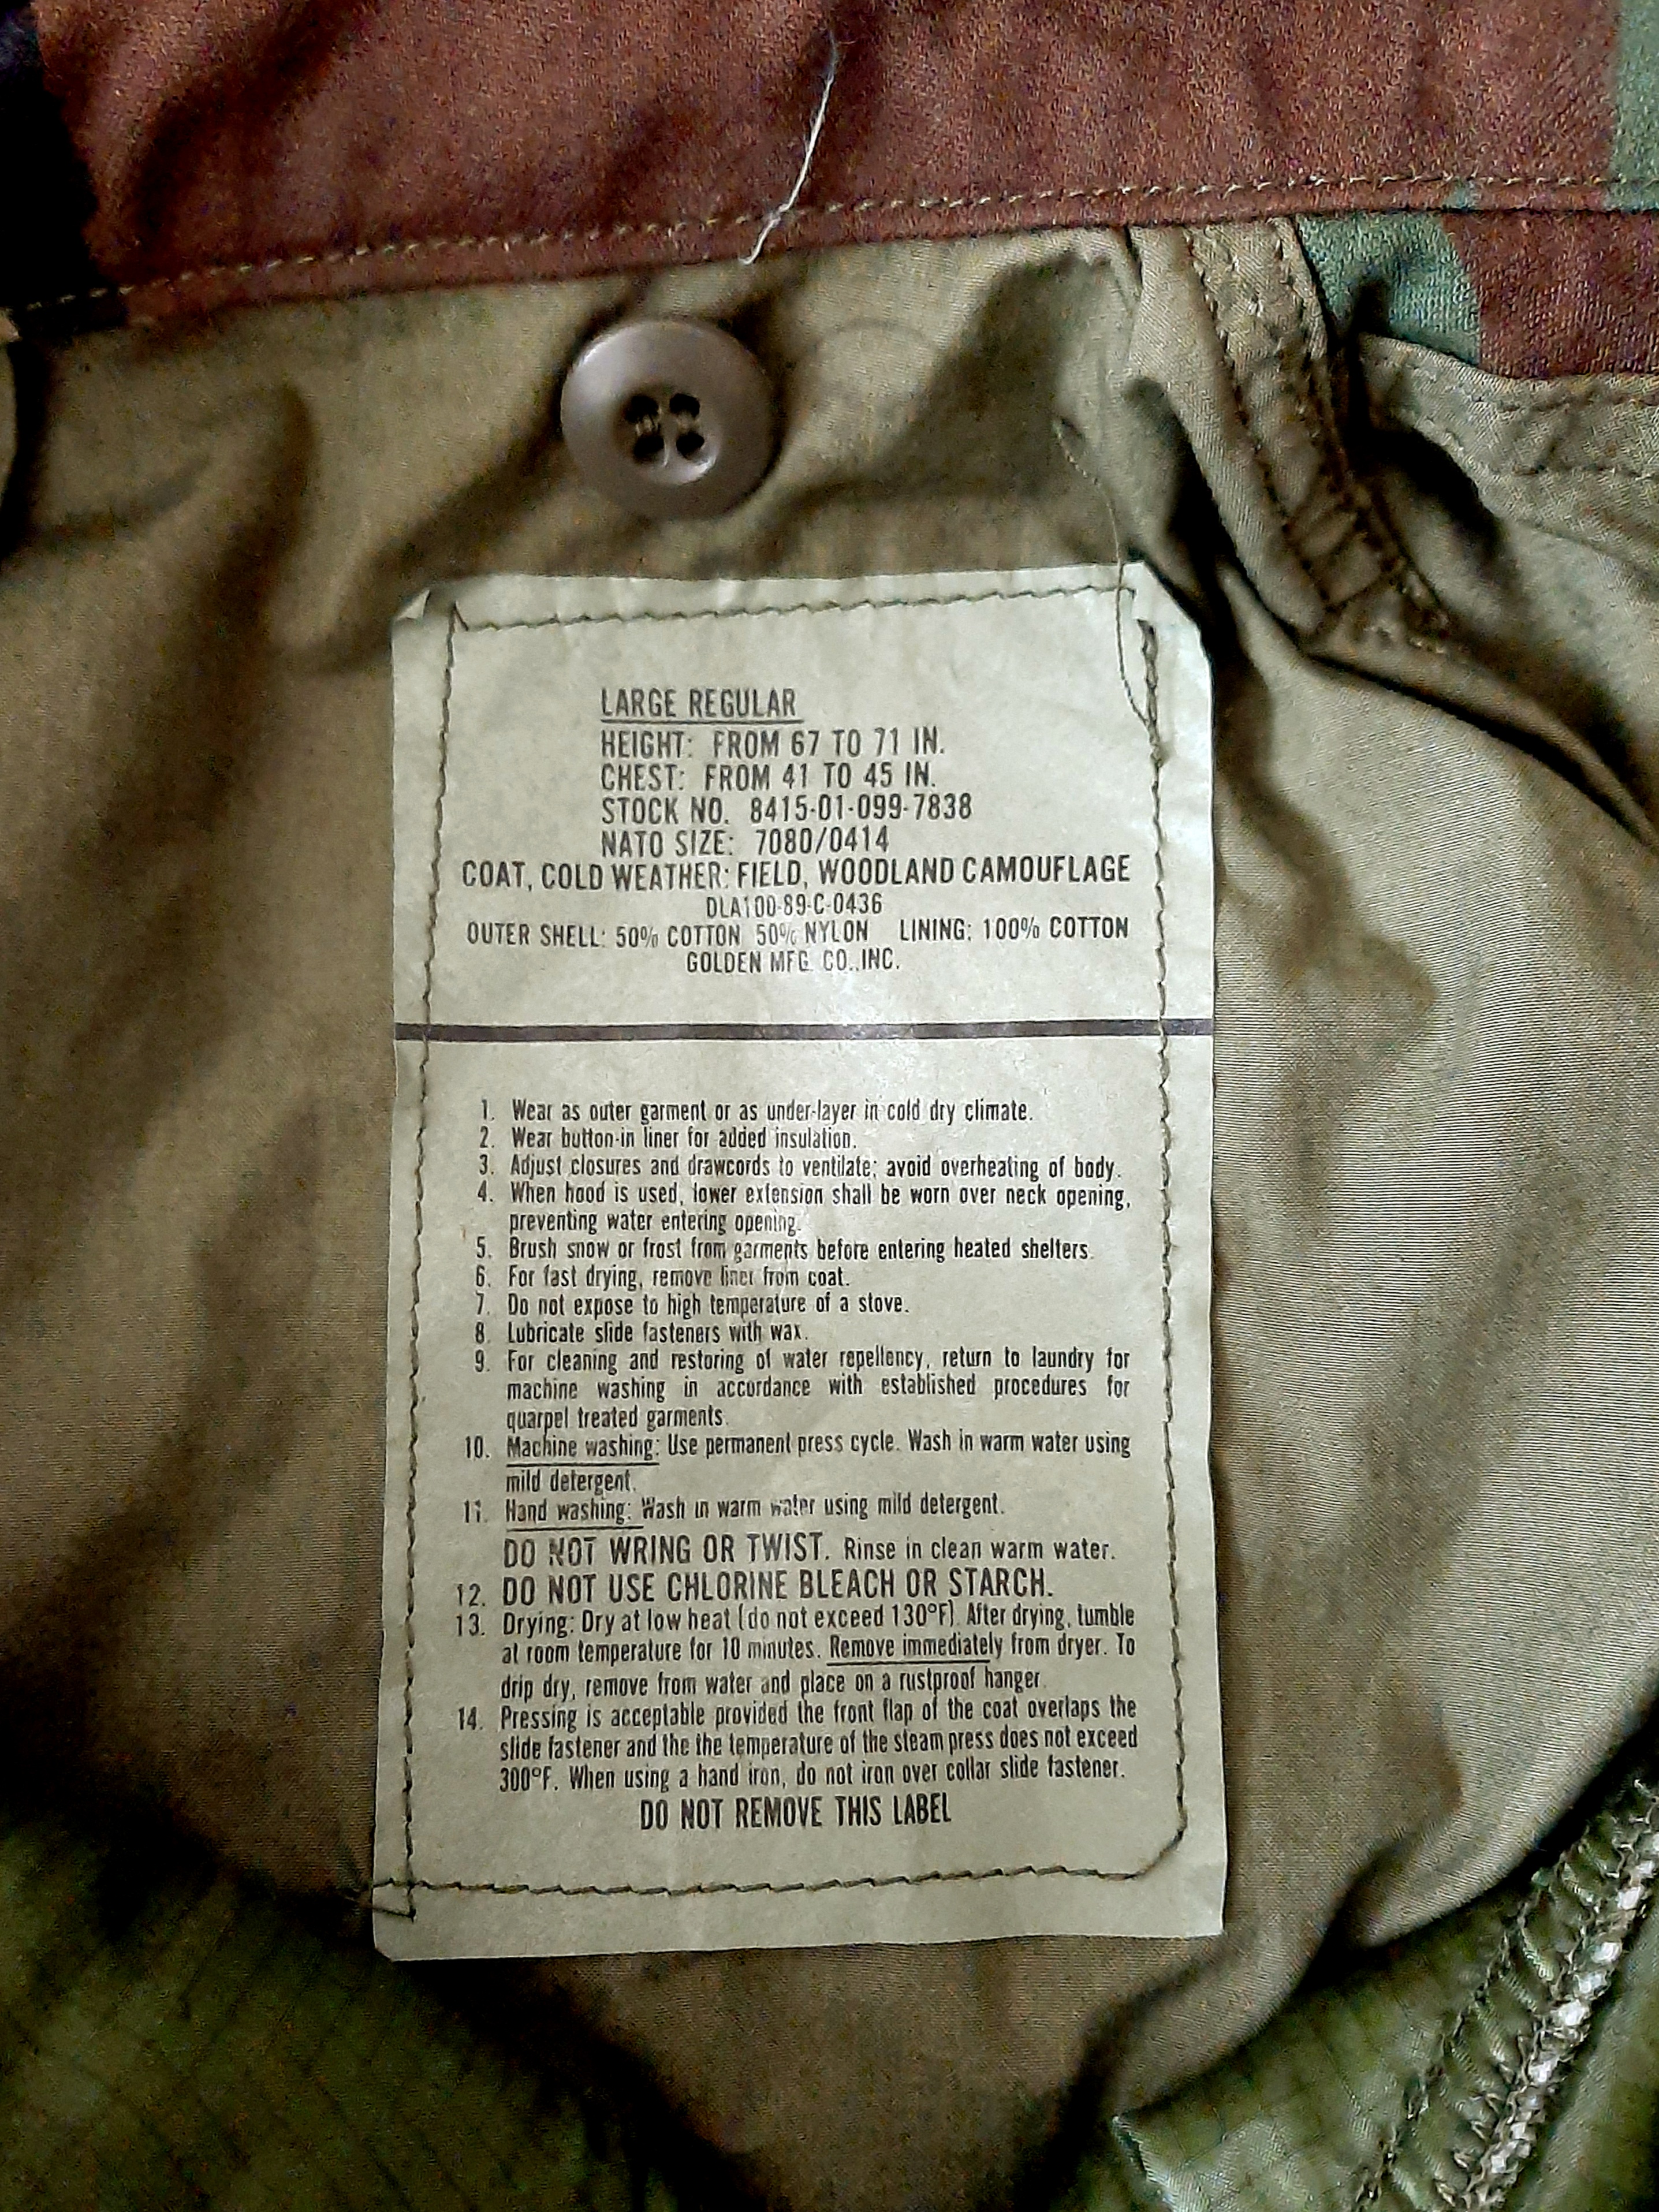 LARGE REGULAR
HEIGHT: FROM 67 TO 71 IN.
CHEST: FROM 41 TO 45 IN.
STOCK NO. 8415-01-099-7838
NATO SIZE: 7080/0414
COAT, COLD WEATHER: FIELD, WOODLAND CAMOUFLAGE
DLA100-89-C-0436
OUTER SHELL: 50% COTTON 50% NYLON LINING: 100% COTTON
GOLDEN MFG. CO., INC.
1. Wear as outer garment or as under-layer in cold dry climate.
2. Wear button-in liner for added insulation.
3. Adjust closures and drawcords to ventilate; avoid overheating of body.
4. When hood is used, lower extension shall be worn over neck opening,
preventing water entering opening.
5. Brush snow or frost from garments before entering heated shelters.
6. For fast drying, remove liner from coat.
7. Do not expose to high temperature of a stove.
8. Lubricate slide fasteners with wax.
9. For cleaning and restoring of water repellency, return to laundry for
machine washing in accordance with established procedures for
quarpel treated garments.
10. Machine washing: Use permanent press cycle. Wash in warm water using
mild detergent.
11. Hand washing: Wash in warm water using mild detergent.
DO NOT WRING OR TWIST. Rinse in clean warm water.
12. DO NOT USE CHLORINE BLEACH OR STARCH.
13. Drying: Dry at low heat (do not exceed 130°F). After drying, tumble
at room temperature for 10 minutes. Remove immediately from dryer. To
drip dry, remove from water and place on a rustproof hanger.
14. Pressing is acceptable provided the front flap of the coat overlaps the
slide fastener and the the temperature of the steam press does not exceed
300°F. When using a hand iron, do not iron over collar slide fastener.
DO NOT REMOVE THIS LABEL